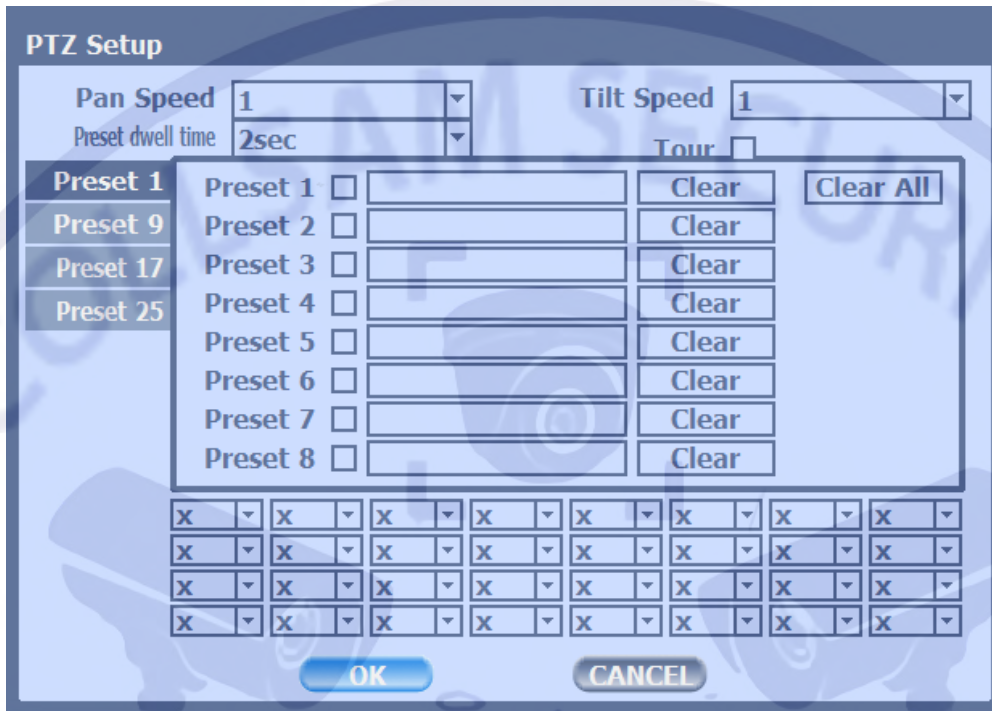 PTZ Setup
Pan Speed 1 Tilt Speed 1
Preset dwell time 2sec Tour
Preset 1 Preset 1 Clear Clear All
Preset 9 Preset 2 Clear
Preset 17 Preset 3 Clear
Preset 25 Preset 4 Clear
Preset 5 Clear
Preset 6 Clear
Preset 7 Clear
Preset 8 Clear
x x x x x x x x
x x x x x x x x
x x x x x x x x
x x x x x x x x
OK CANCEL